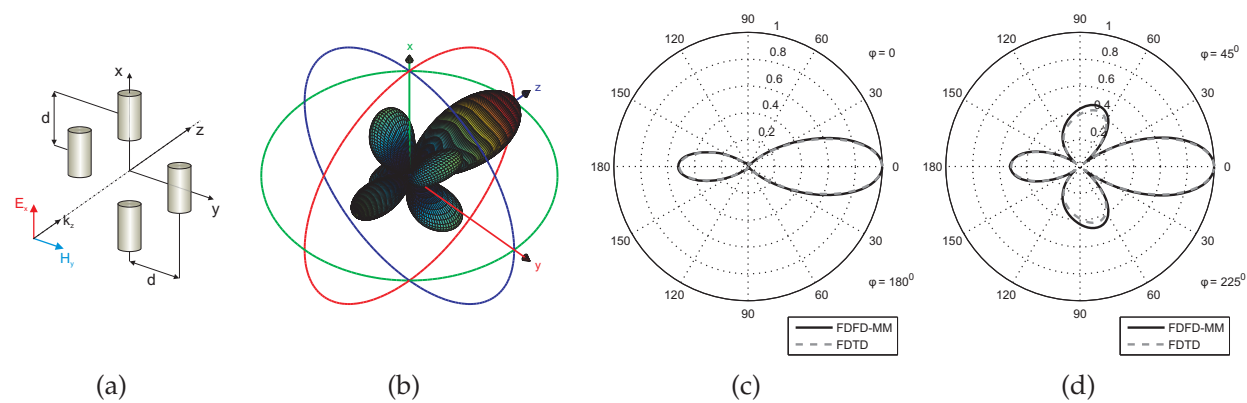 x
d
z
y
Eₓ
k_z
H_y
d
(a)
x
z
y
(b)
90
1
120
60
φ = 0
0.8
0.6
150
30
0.4
0.2
180
0
150
30
120
60
φ = 180⁰
90
FDFD-MM
FDTD
(c)
90
1
120
60
φ = 45⁰
0.8
0.6
150
30
0.4
0.2
180
0
150
30
120
60
φ = 225⁰
90
FDFD-MM
FDTD
(d)